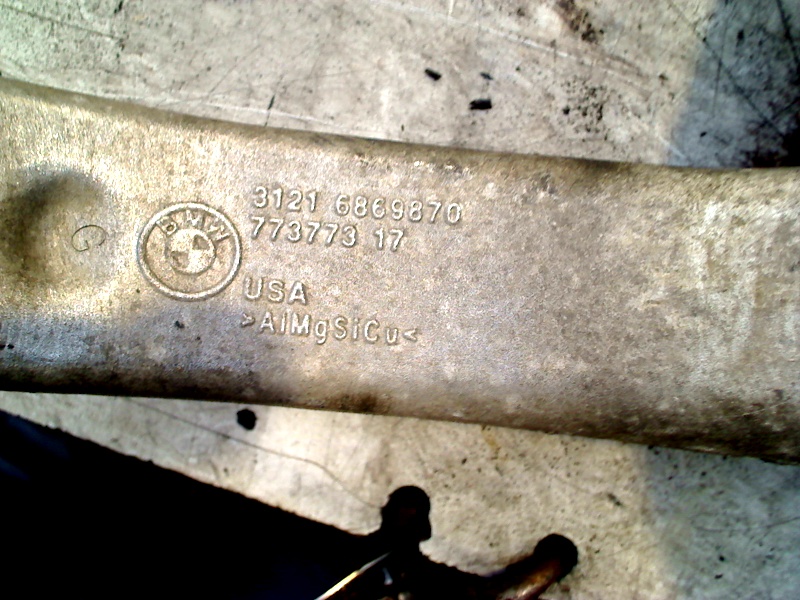 G
BMW
3121 6869870
773773 17
USA
>AlMgSiCu<